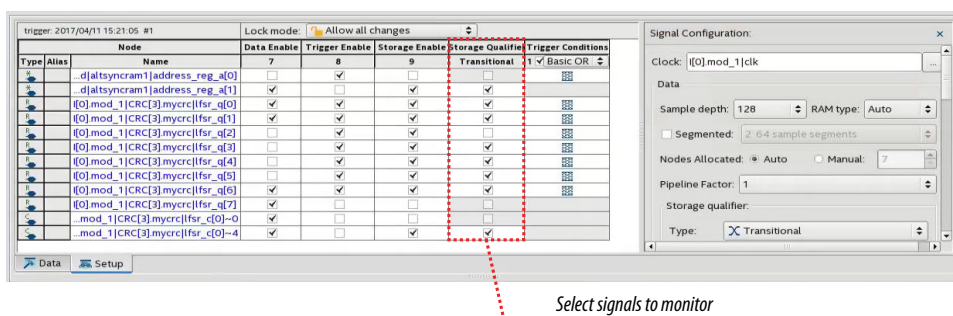 trigger: 2017/04/11 15:21:05 #1
Lock mode: Allow all changes
Node
Data Enable
Trigger Enable
Storage Enable
Storage Qualifier
Trigger Conditions
Type
Alias
Name
7
8
9
Transitional
1 Basic OR
...d|altsyncram1|address_reg_a[0]
...d|altsyncram1|address_reg_a[1]
I[0].mod_1|CRC[3].mycrc|lfsr_q[0]
I[0].mod_1|CRC[3].mycrc|lfsr_q[1]
I[0].mod_1|CRC[3].mycrc|lfsr_q[2]
I[0].mod_1|CRC[3].mycrc|lfsr_q[3]
I[0].mod_1|CRC[3].mycrc|lfsr_q[4]
I[0].mod_1|CRC[3].mycrc|lfsr_q[5]
I[0].mod_1|CRC[3].mycrc|lfsr_q[6]
I[0].mod_1|CRC[3].mycrc|lfsr_q[7]
...mod_1|CRC[3].mycrc|lfsr_c[0]~0
...mod_1|CRC[3].mycrc|lfsr_c[0]~4
Data
Setup
Signal Configuration:
Clock: I[0].mod_1|clk ...
Data
Sample depth: 128 RAM type: Auto
Segmented: 2 64 sample segments
Nodes Allocated: Auto Manual: 7
Pipeline Factor: 1
Storage qualifier:
Type: Transitional
Select signals to monitor